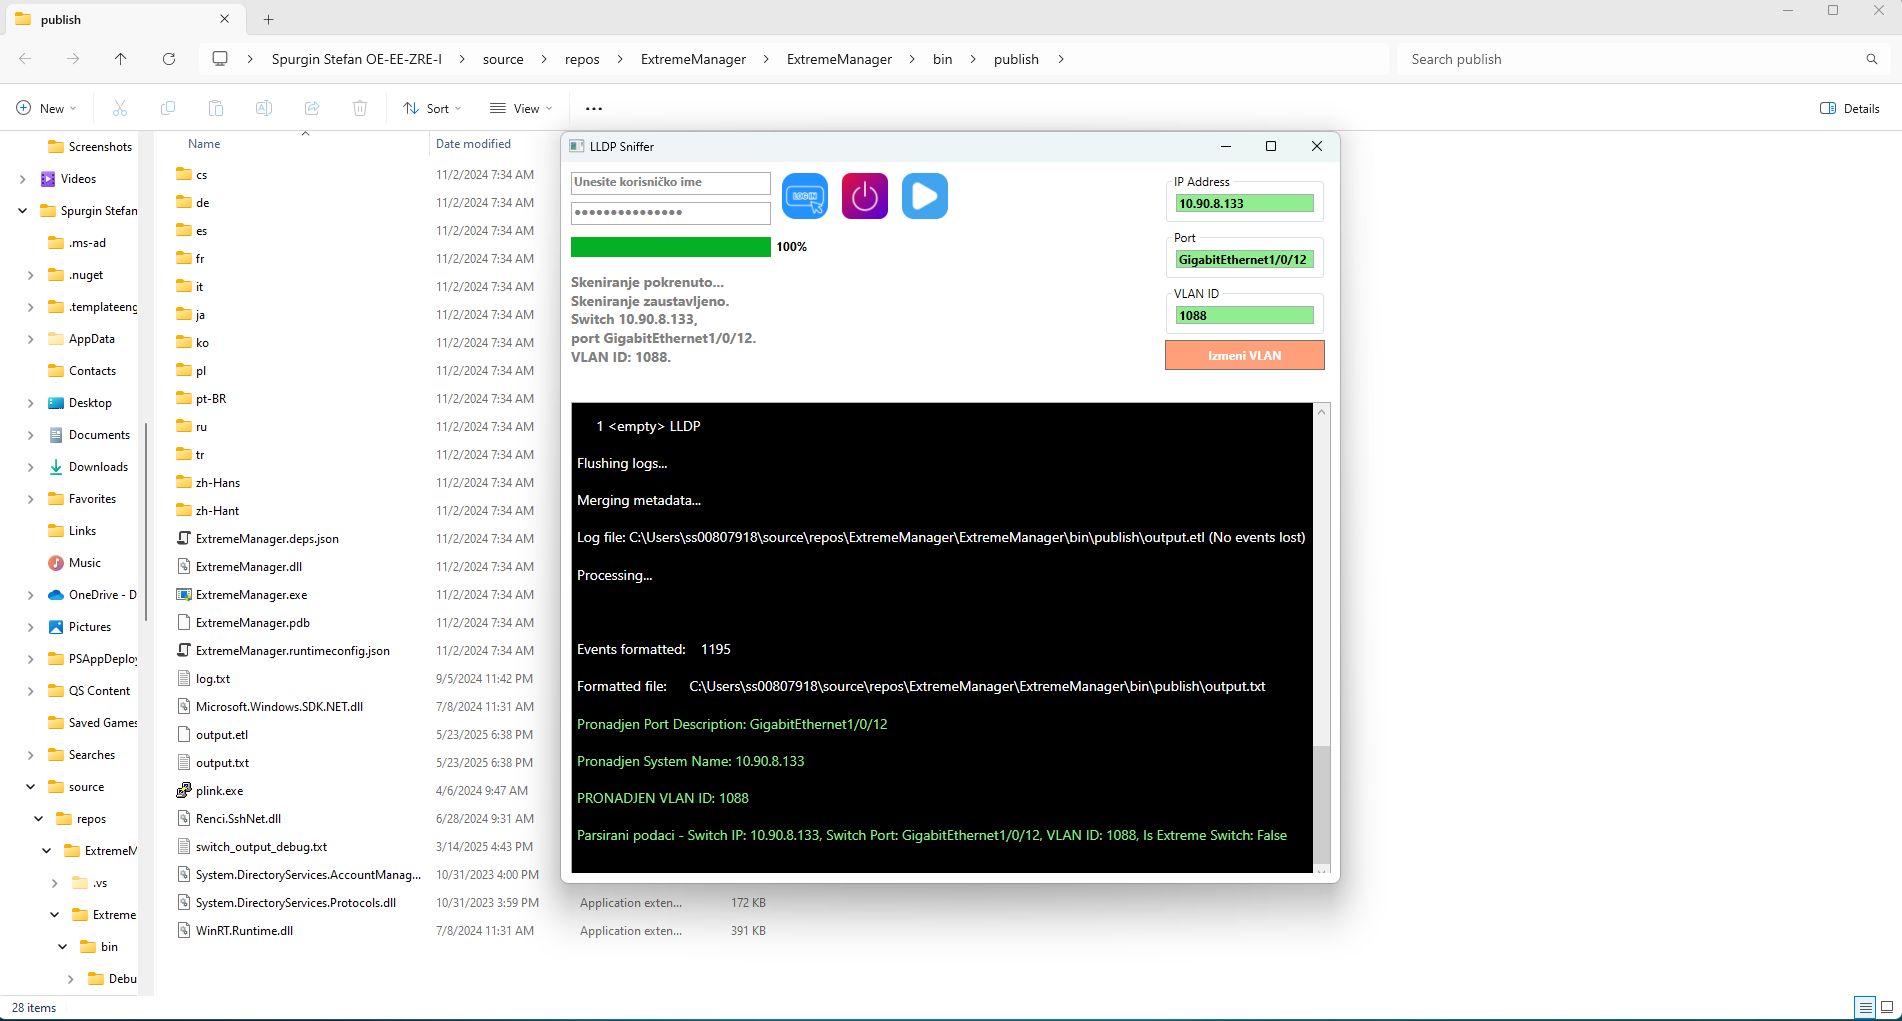 publish
Spurgin Stefan OE-EE-ZRE-I > source > repos > ExtremeManager > ExtremeManager > bin > publish >
Search publish
New
Sort
View
Details
Screenshots
Videos
Spurgin Stefan
.ms-ad
.nuget
.templateeng
AppData
Contacts
Desktop
Documents
Downloads
Favorites
Links
Music
OneDrive - D
Pictures
PSAppDeploy
QS Content
Saved Games
Searches
source
repos
ExtremeM
.vs
Extreme
bin
Debu
Name Date modified
cs 11/2/2024 7:34 AM
de 11/2/2024 7:34 AM
es 11/2/2024 7:34 AM
fr 11/2/2024 7:34 AM
it 11/2/2024 7:34 AM
ja 11/2/2024 7:34 AM
ko 11/2/2024 7:34 AM
pl 11/2/2024 7:34 AM
pt-BR 11/2/2024 7:34 AM
ru 11/2/2024 7:34 AM
tr 11/2/2024 7:34 AM
zh-Hans 11/2/2024 7:34 AM
zh-Hant 11/2/2024 7:34 AM
ExtremeManager.deps.json 11/2/2024 7:34 AM
ExtremeManager.dll 11/2/2024 7:34 AM
ExtremeManager.exe 11/2/2024 7:34 AM
ExtremeManager.pdb 11/2/2024 7:34 AM
ExtremeManager.runtimeconfig.json 11/2/2024 7:34 AM
log.txt 9/5/2024 11:42 PM
Microsoft.Windows.SDK.NET.dll 7/8/2024 11:31 AM
output.etl 5/23/2025 6:38 PM
output.txt 5/23/2025 6:38 PM
plink.exe 4/6/2024 9:47 AM
Renci.SshNet.dll 6/28/2024 9:31 AM
switch_output_debug.txt 3/14/2025 4:43 PM
System.DirectoryServices.AccountManag... 10/31/2023 4:00 PM
System.DirectoryServices.Protocols.dll 10/31/2023 3:59 PM Application exten... 172 KB
WinRT.Runtime.dll 7/8/2024 11:31 AM Application exten... 391 KB
28 items
LLDP Sniffer
Unesite korisničko ime
LOG IN
100%
Skeniranje pokrenuto...
Skeniranje zaustavljeno.
Switch 10.90.8.133,
port GigabitEthernet1/0/12.
VLAN ID: 1088.
IP Address
10.90.8.133
Port
GigabitEthernet1/0/12
VLAN ID
1088
Izmeni VLAN
1 <empty> LLDP
Flushing logs...
Merging metadata...
Log file: C:\Users\ss00807918\source\repos\ExtremeManager\ExtremeManager\bin\publish\output.etl (No events lost)
Processing...
Events formatted: 1195
Formatted file: C:\Users\ss00807918\source\repos\ExtremeManager\ExtremeManager\bin\publish\output.txt
Pronadjen Port Description: GigabitEthernet1/0/12
Pronadjen System Name: 10.90.8.133
PRONADJEN VLAN ID: 1088
Parsirani podaci - Switch IP: 10.90.8.133, Switch Port: GigabitEthernet1/0/12, VLAN ID: 1088, Is Extreme Switch: False